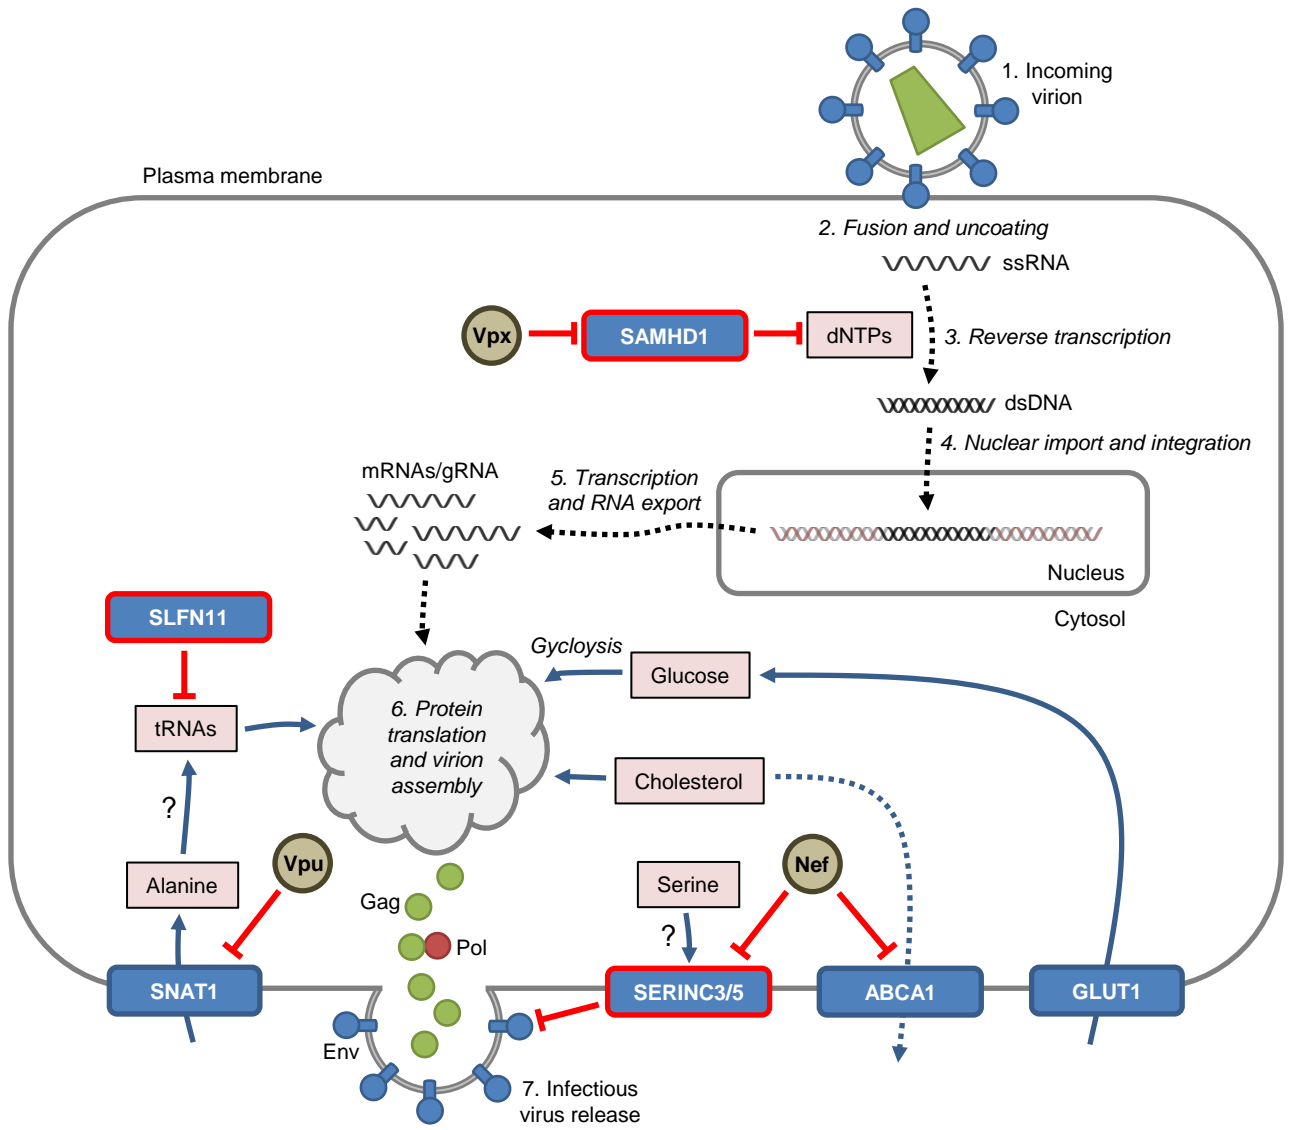 1. Incoming
virion
Plasma membrane
2. Fusion and uncoating
ssRNA
Vpx
SAMHD1
dNTPs
3. Reverse transcription
dsDNA
4. Nuclear import and integration
mRNAs/gRNA
5. Transcription
and RNA export
Nucleus
Cytosol
SLFN11
Gycloysis
Glucose
tRNAs
6. Protein
translation
and virion
assembly
Cholesterol
?
Vpu
Nef
Alanine
Serine
Gag
?
Pol
SNAT1
SERINC3/5
ABCA1
GLUT1
Env
7. Infectious
virus release